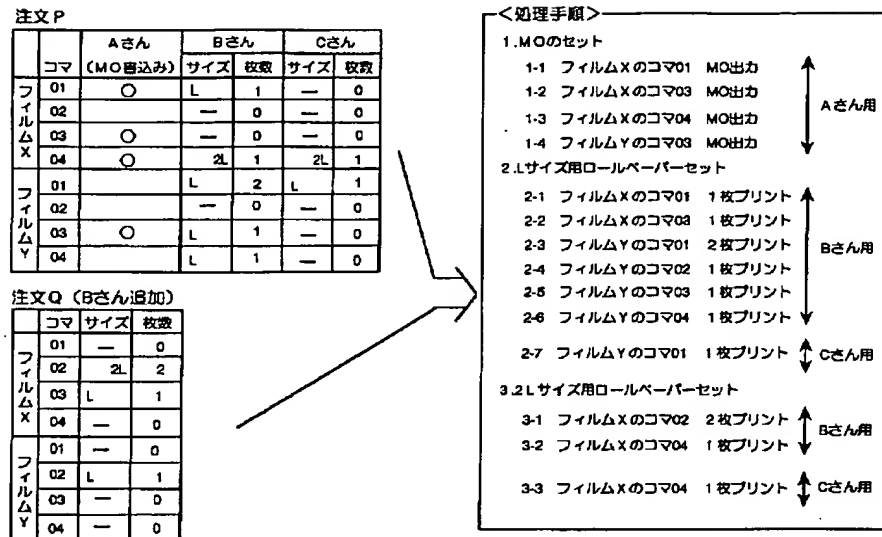 注文P
Aさん Bさん Cさん
コマ (MO書込み) サイズ 枚数 サイズ 枚数
フィルムX
01 ○ L 1 — 0
02 — 0 — 0
03 ○ — 0 — 0
04 ○ 2L 1 2L 1
フィルムY
01 L 2 L 1
02 — 0 — 0
03 ○ L 1 — 0
04 L 1 — 0
注文Q (Bさん追加)
コマ サイズ 枚数
フィルムX
01 — 0
02 2L 2
03 L 1
04 — 0
フィルムY
01 — 0
02 L 1
03 — 0
04 — 0
<処理手順>
1.MOのセット
1-1 フィルムXのコマ01 MO出力
1-2 フィルムXのコマ03 MO出力
1-3 フィルムXのコマ04 MO出力
1-4 フィルムYのコマ03 MO出力
Aさん用
2.Lサイズ用ロールペーパーセット
2-1 フィルムXのコマ01 1枚プリント
2-2 フィルムXのコマ03 1枚プリント
2-3 フィルムYのコマ01 2枚プリント
2-4 フィルムYのコマ02 1枚プリント
2-5 フィルムYのコマ03 1枚プリント
2-6 フィルムYのコマ04 1枚プリント
Bさん用
2-7 フィルムYのコマ01 1枚プリント
Cさん用
3.2Lサイズ用ロールペーパーセット
3-1 フィルムXのコマ02 2枚プリント
3-2 フィルムXのコマ04 1枚プリント
Bさん用
3-3 フィルムXのコマ04 1枚プリント
Cさん用